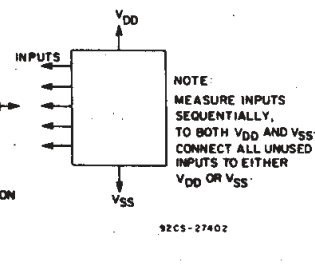 VDD
INPUTS
NOTE:
MEASURE INPUTS
SEQUENTIALLY,
TO BOTH VDD AND VSS.
CONNECT ALL UNUSED
INPUTS TO EITHER
VDD OR VSS.
ON
VSS
92CS-27402